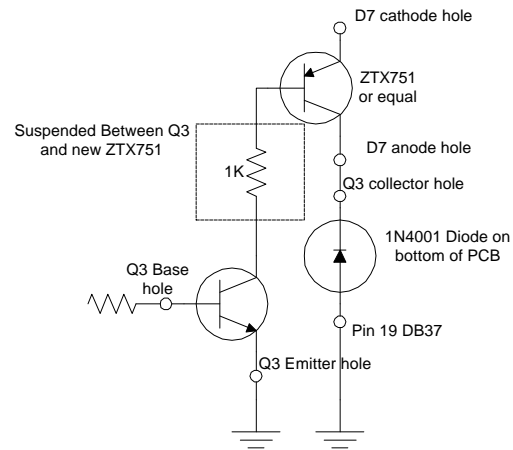 D7 cathode hole
ZTX751
or equal
Suspended Between Q3
and new ZTX751
1K
D7 anode hole
Q3 collector hole
1N4001 Diode on
bottom of PCB
Q3 Base
hole
Pin 19 DB37
Q3 Emitter hole